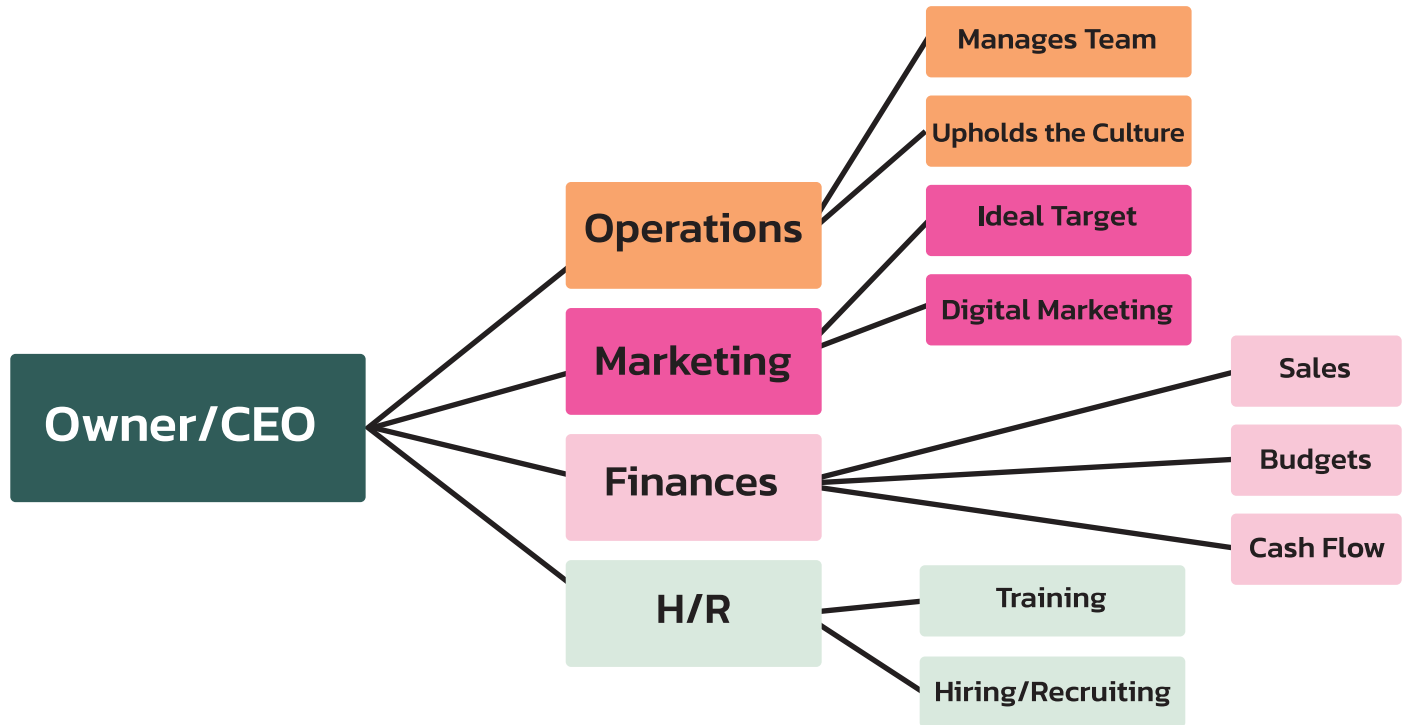 Owner/CEO
Operations
Manages Team
Upholds the Culture
Marketing
Ideal Target
Digital Marketing
Finances
Sales
Budgets
Cash Flow
H/R
Training
Hiring/Recruiting